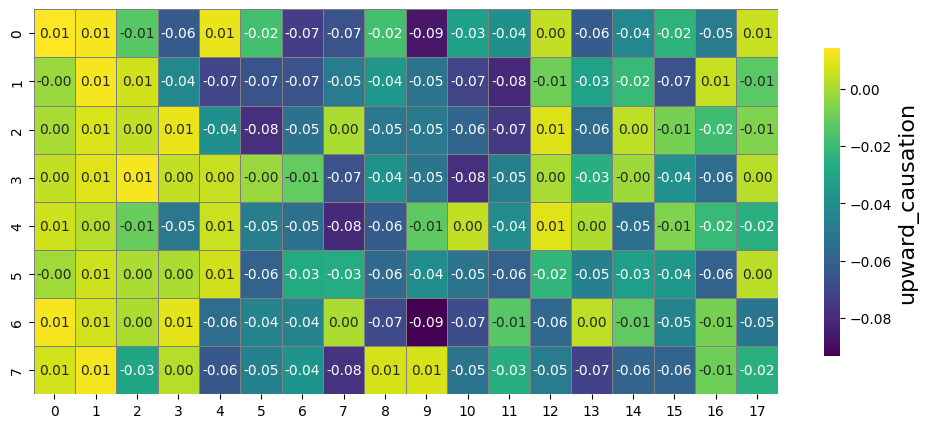 0 0.01 0.01 -0.01 -0.06 0.01 -0.02 -0.07 -0.07 -0.02 -0.09 -0.03 -0.04 0.00 -0.06 -0.04 -0.02 -0.05 0.01
1 -0.00 0.01 0.01 -0.04 -0.07 -0.07 -0.07 -0.05 -0.04 -0.05 -0.07 -0.08 -0.01 -0.03 -0.02 -0.07 0.01 -0.01
2 0.00 0.01 0.00 0.01 -0.04 -0.08 -0.05 0.00 -0.05 -0.05 -0.06 -0.07 0.01 -0.06 0.00 -0.01 -0.02 -0.01
3 0.00 0.01 0.01 0.00 0.00 -0.00 -0.01 -0.07 -0.04 -0.05 -0.08 -0.05 0.00 -0.03 -0.00 -0.04 -0.06 0.00
4 0.01 0.00 -0.01 -0.05 0.01 -0.05 -0.05 -0.08 -0.06 -0.01 0.00 -0.04 0.01 0.00 -0.05 -0.01 -0.02 -0.02
5 -0.00 0.01 0.00 0.00 0.01 -0.06 -0.03 -0.03 -0.06 -0.04 -0.05 -0.06 -0.02 -0.05 -0.03 -0.04 -0.06 0.00
6 0.01 0.01 0.00 0.01 -0.06 -0.04 -0.04 0.00 -0.07 -0.09 -0.07 -0.01 -0.06 0.00 -0.01 -0.05 -0.01 -0.05
7 0.01 0.01 -0.03 0.00 -0.06 -0.05 -0.04 -0.08 0.01 0.01 -0.05 -0.03 -0.05 -0.07 -0.06 -0.06 -0.01 -0.02
0 1 2 3 4 5 6 7 8 9 10 11 12 13 14 15 16 17
0.00
−0.02
−0.04
−0.06
−0.08
upward_causation